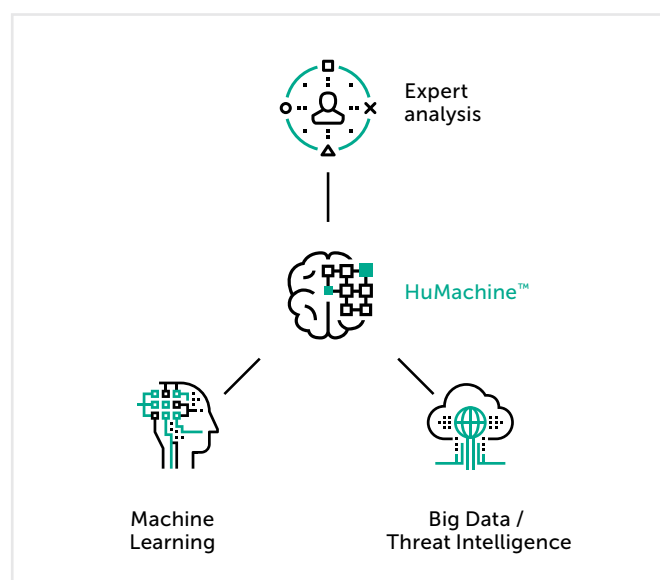 Expert
analysis
HuMachine™
Machine
Learning
Big Data /
Threat Intelligence